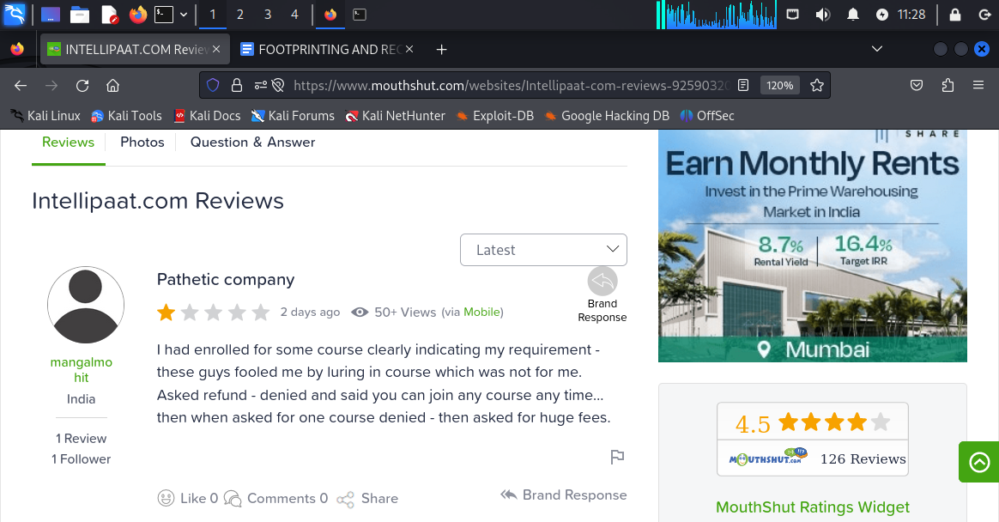 1
2
3
4
11:28
INTELLIPAAT.COM Review
FOOTPRINTING AND REC
https://www.mouthshut.com/websites/Intellipaat-com-reviews-92590320
120%
Kali Linux
Kali Tools
Kali Docs
Kali Forums
Kali NetHunter
Exploit-DB
Google Hacking DB
OffSec
Reviews
Photos
Question & Answer
Intellipaat.com Reviews
Latest
mangalmo
hit
India
1 Review
1 Follower
Pathetic company
2 days ago
50+ Views (via Mobile)
Brand
Response
I had enrolled for some course clearly indicating my requirement -
these guys fooled me by luring in course which was not for me.
Asked refund - denied and said you can join any course any time...
then when asked for one course denied - then asked for huge fees.
Like 0
Comments 0
Share
Brand Response
SHARE
Earn Monthly Rents
Invest in the Prime Warehousing
Market in India
8.7%
Rental Yield
16.4%
Target IRR
Mumbai
4.5
MOUTHSHUT.COM
126 Reviews
MouthShut Ratings Widget